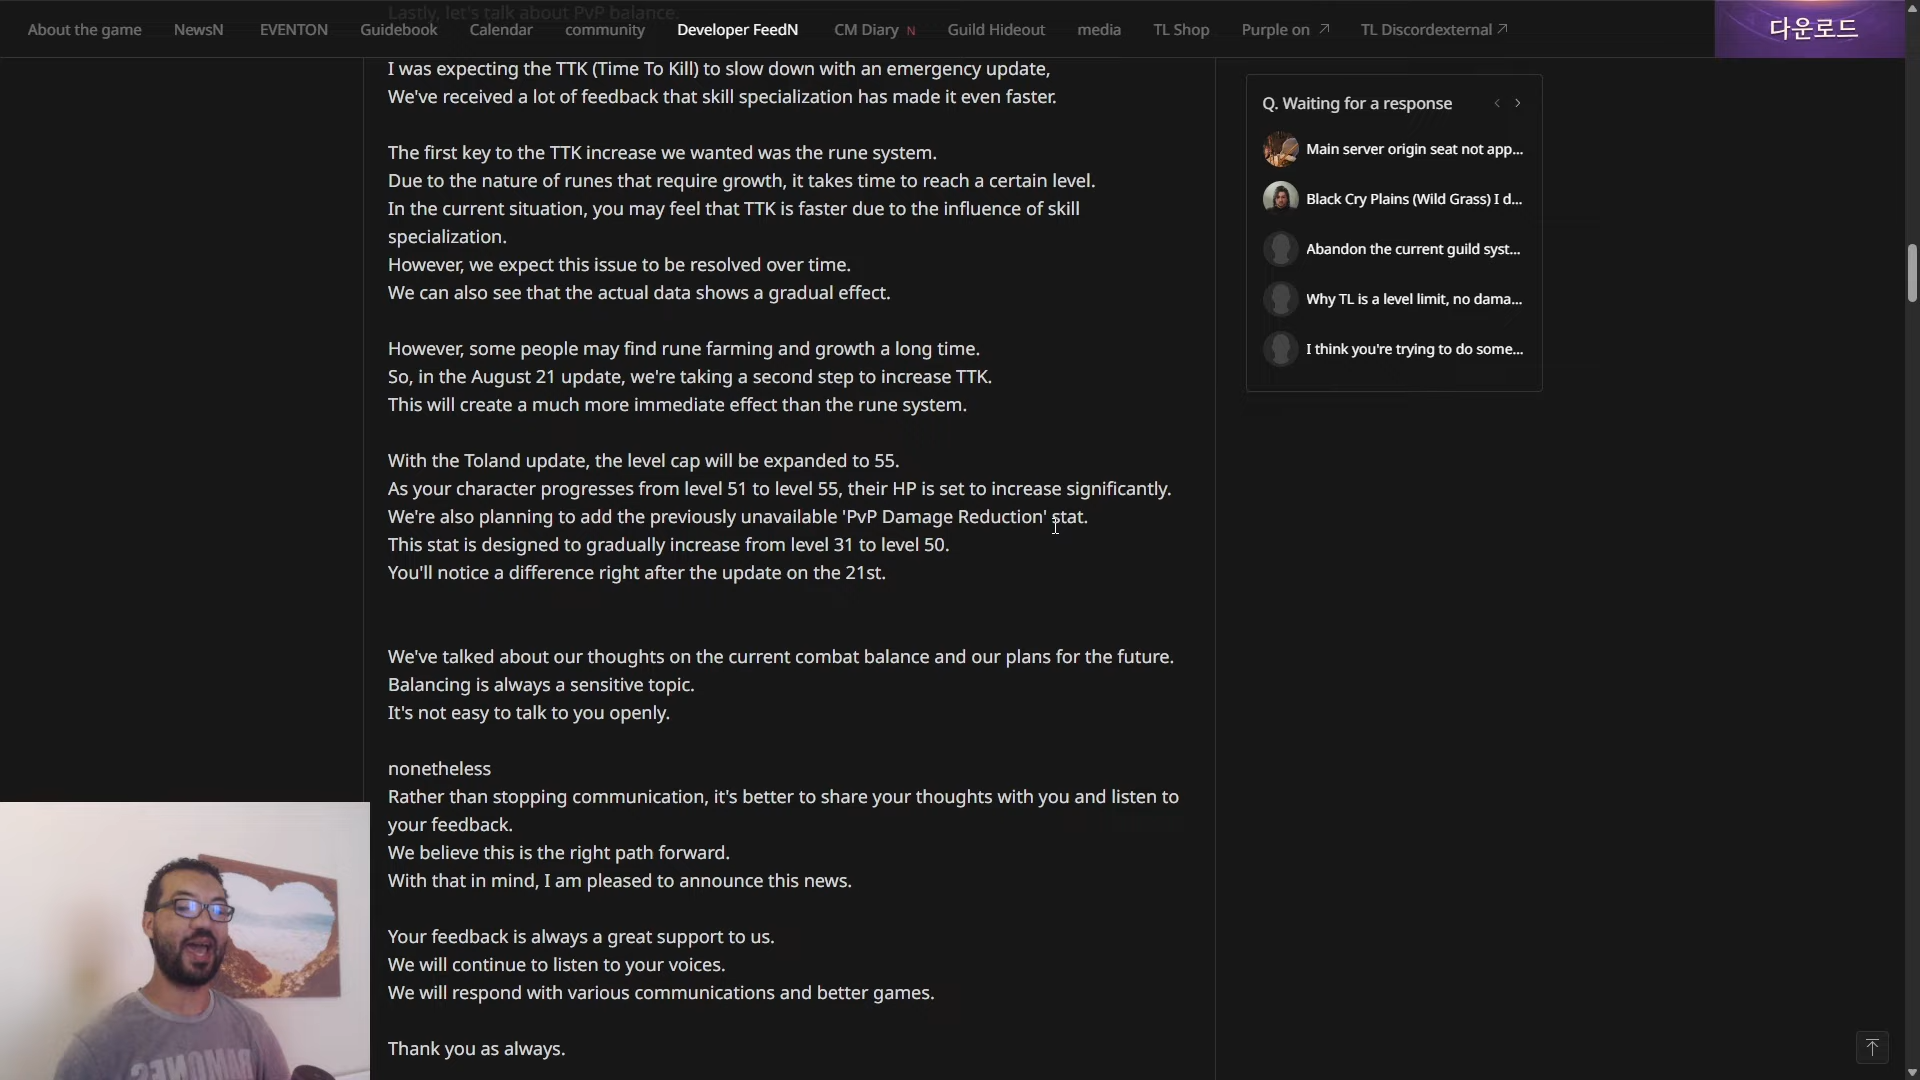 Lastly, let's talk about PvP balance.
About the game
NewsN
EVENTON
Guidebook
Calendar
community
Developer FeedN
CM Diary N
Guild Hideout
media
TL Shop
Purple on
TL Discordexternal
다운로드
I was expecting the TTK (Time To Kill) to slow down with an emergency update,
We've received a lot of feedback that skill specialization has made it even faster.
The first key to the TTK increase we wanted was the rune system.
Due to the nature of runes that require growth, it takes time to reach a certain level.
In the current situation, you may feel that TTK is faster due to the influence of skill
specialization.
However, we expect this issue to be resolved over time.
We can also see that the actual data shows a gradual effect.
However, some people may find rune farming and growth a long time.
So, in the August 21 update, we're taking a second step to increase TTK.
This will create a much more immediate effect than the rune system.
With the Toland update, the level cap will be expanded to 55.
As your character progresses from level 51 to level 55, their HP is set to increase significantly.
We're also planning to add the previously unavailable 'PvP Damage Reduction' stat.
This stat is designed to gradually increase from level 31 to level 50.
You'll notice a difference right after the update on the 21st.
We've talked about our thoughts on the current combat balance and our plans for the future.
Balancing is always a sensitive topic.
It's not easy to talk to you openly.
nonetheless
Rather than stopping communication, it's better to share your thoughts with you and listen to
your feedback.
We believe this is the right path forward.
With that in mind, I am pleased to announce this news.
Your feedback is always a great support to us.
We will continue to listen to your voices.
We will respond with various communications and better games.
Thank you as always.
Q. Waiting for a response
Main server origin seat not app...
Black Cry Plains (Wild Grass) I d...
Abandon the current guild syst...
Why TL is a level limit, no dama...
I think you're trying to do some...